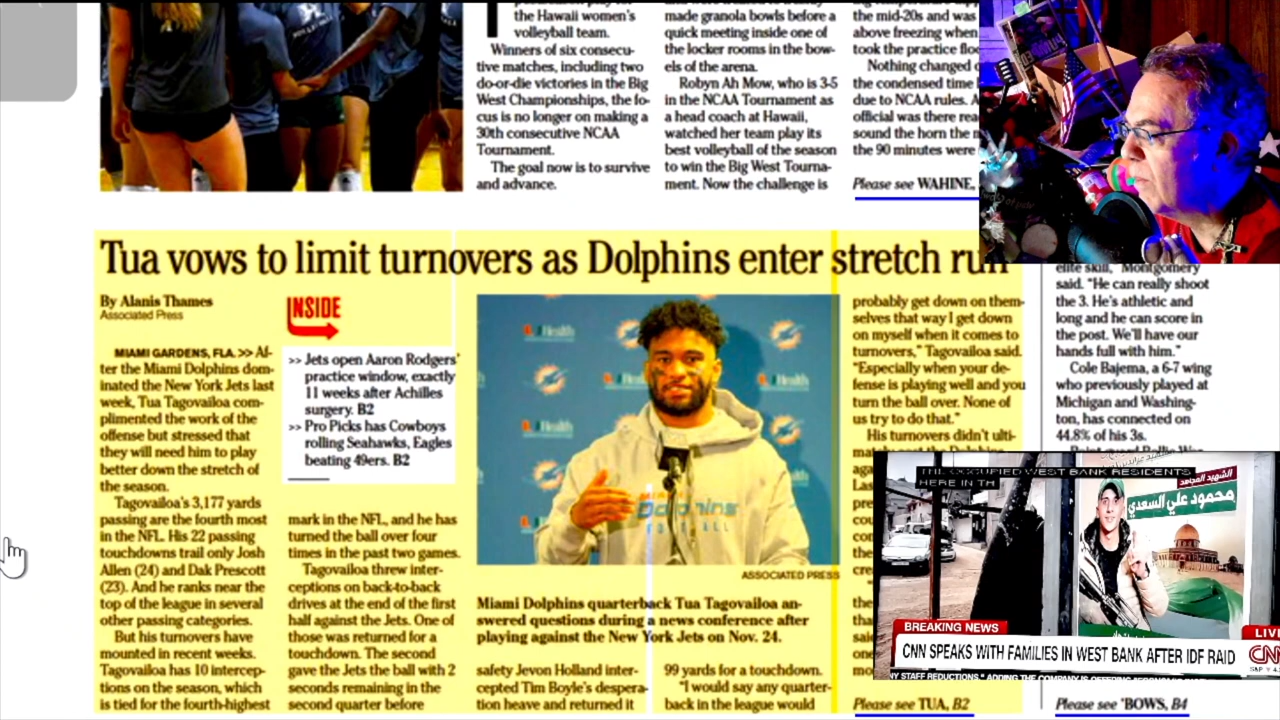 the Hawaii women's
volleyball team.
Winners of six consecu-
tive matches, including two
do-or-die victories in the Big
West Championships, the fo-
cus is no longer on making a
30th consecutive NCAA
Tournament.
The goal now is to survive
and advance.
made granola bowls before a
quick meeting inside one of
the locker rooms in the bow-
els of the arena.
Robyn Ah Mow, who is 3-5
in the NCAA Tournament as
a head coach at Hawaii,
watched her team play its
best volleyball of the season
to win the Big West Tourna-
ment. Now the challenge is
the mid-20s and was
above freezing when
took the practice
Nothing changed
the condensed time
due to NCAA rules.
official was there
sound the horn the
the 90 minutes were
Please see WAHINE,
Tua vows to limit turnovers as Dolphins enter stretch run
By Alanis Thames
Associated Press
MIAMI GARDENS, FLA. >> Af-
ter the Miami Dolphins dom-
inated the New York Jets last
week, Tua Tagovailoa com-
plimented the work of the
offense but stressed that
they will need him to play
better down the stretch of
the season.
Tagovailoa's 3,177 yards
passing are the fourth most
in the NFL. His 22 passing
touchdowns trail only Josh
Allen (24) and Dak Prescott
(23). And he ranks near the
top of the league in several
other passing categories.
But his turnovers have
mounted in recent weeks.
Tagovailoa has 10 intercep-
tions on the season, which
is tied for the fourth-highest
INSIDE
>> Jets open Aaron Rodgers'
practice window, exactly
11 weeks after Achilles
surgery. B2
>> Pro Picks has Cowboys
rolling Seahawks, Eagles
beating 49ers. B2
mark in the NFL, and he has
turned the ball over four
times in the past two games.
Tagovailoa threw inter-
ceptions on back-to-back
drives at the end of the first
half against the Jets. One of
those was returned for a
touchdown. The second
gave the Jets the ball with 2
seconds remaining in the
second quarter before
Dolphins
FOOTBALL
ASSOCIATED PRESS
Miami Dolphins quarterback Tua Tagovailoa an-
swered questions during a news conference after
playing against the New York Jets on Nov. 24.
safety Jevon Holland inter-
cepted Tim Boyle's despera-
tion heave and returned it
99 yards for a touchdown.
"I would say any quarter-
back in the league would
probably get down on them-
selves that way I get down
on myself when it comes to
turnovers," Tagovailoa said.
"Especially when your de-
fense is playing well and you
turn the ball over. None of
us try to do that."
His turnovers didn't ulti-
Please see TUA, B2
elite skill," Montgomery
said. "He can really shoot
the 3. He's athletic and
long and he can score in
the post. We'll have our
hands full with him."
Cole Bajema, a 6-7 wing
who previously played at
Michigan and Washing-
ton, has connected on
44.8% of his 3s.
Please see 'BOWS, B4
THE OCCUPIED WEST BANK RESIDENTS
HERE IN TH
الشهيد المجاهد
محمود علي السعدي
BREAKING NEWS
LIVE
CNN SPEAKS WITH FAMILIES IN WEST BANK AFTER IDF RAID
CNN
NY STAFF REDUCTIONS." ADDING THE COMPANY IS OFFERING